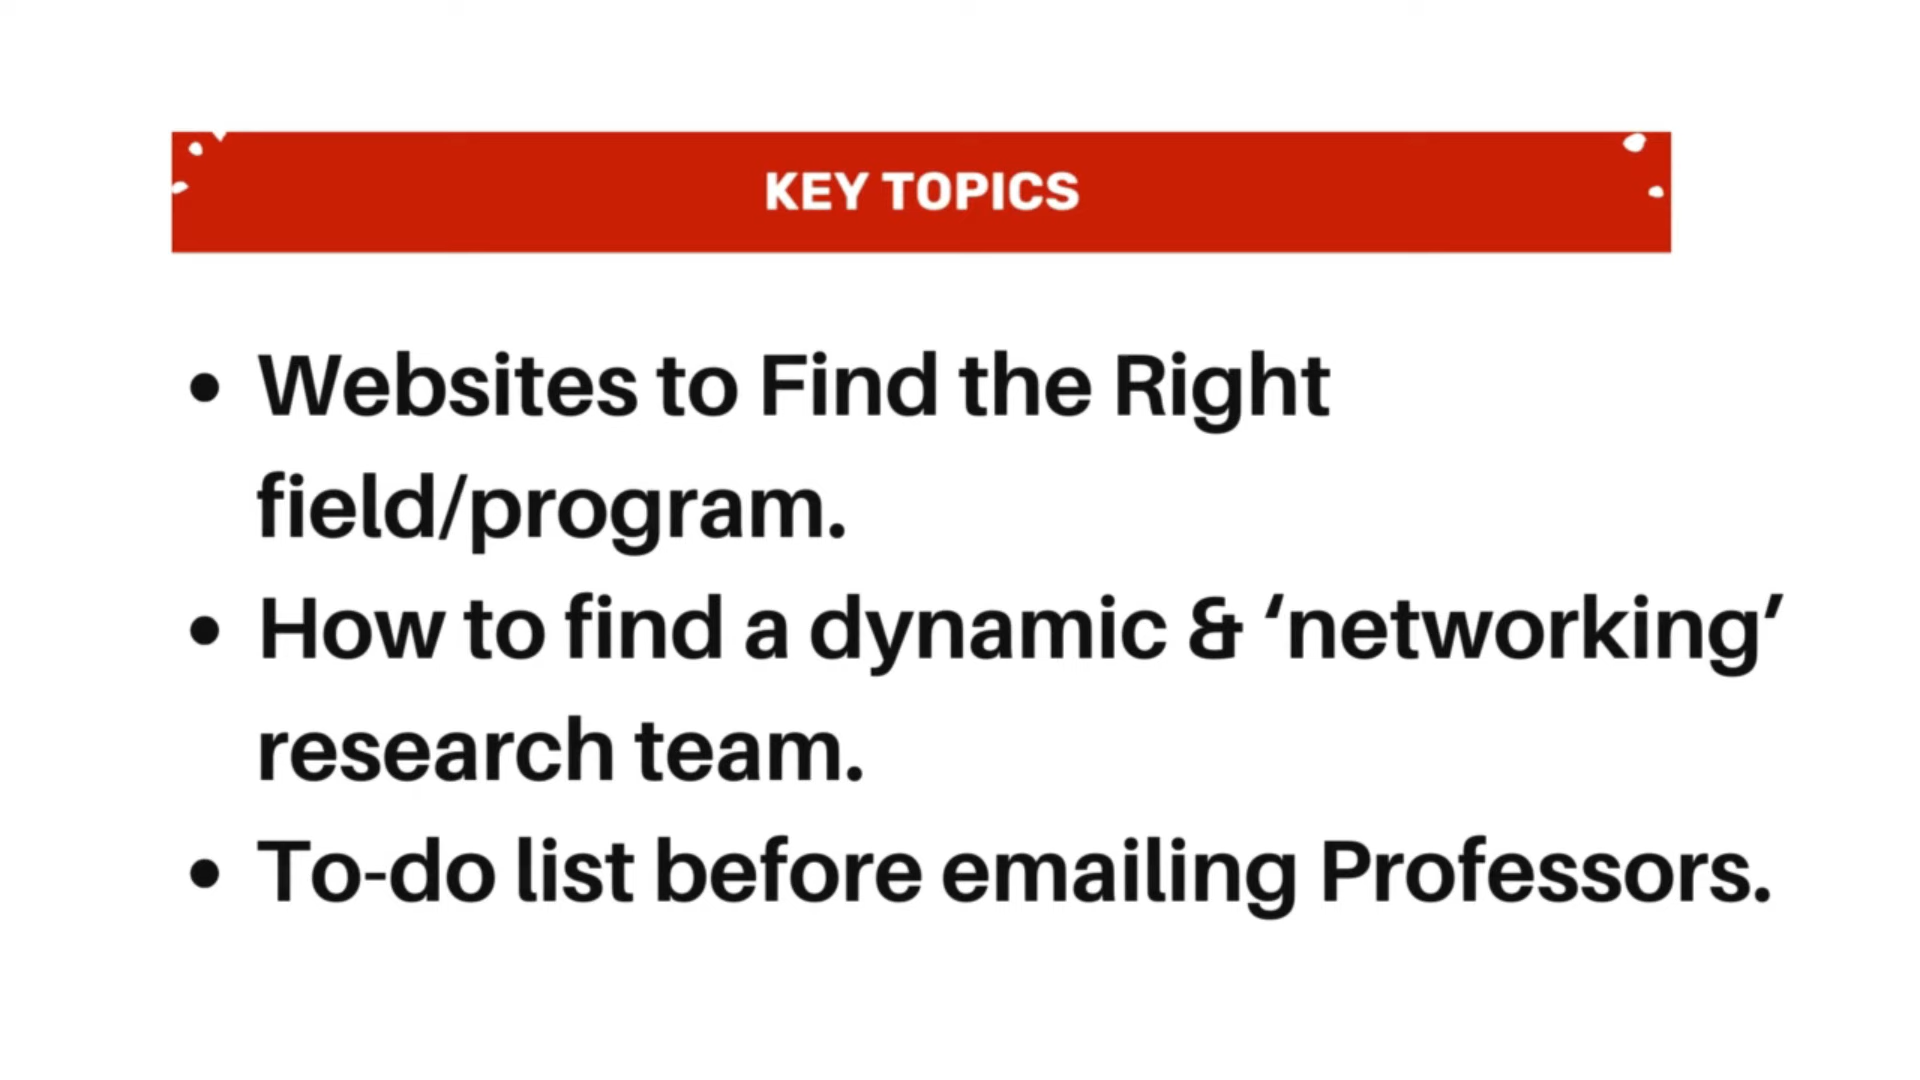 KEY TOPICS
• Websites to Find the Right
field/program.
• How to find a dynamic & ‘networking’
research team.
• To-do list before emailing Professors.